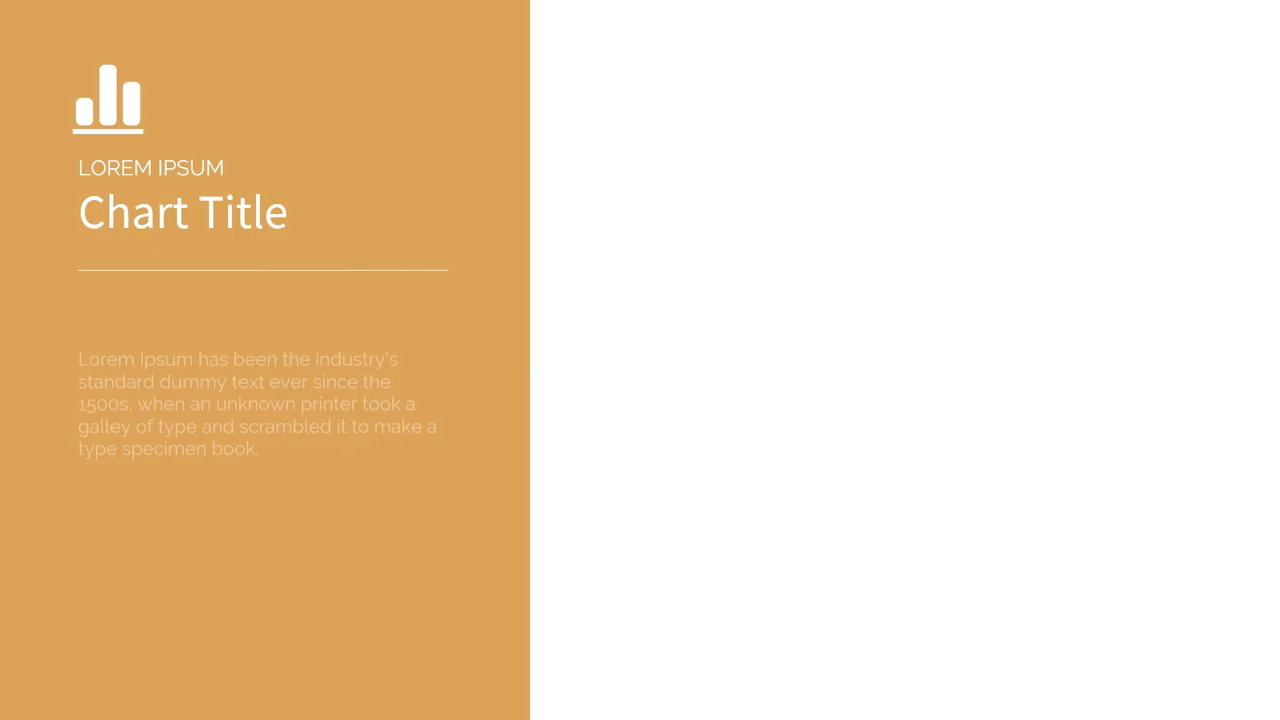 LOREM IPSUM
Chart Title
Lorem Ipsum has been the industry's
standard dummy text ever since the
1500s, when an unknown printer took a
galley of type and scrambled it to make a
type specimen book.